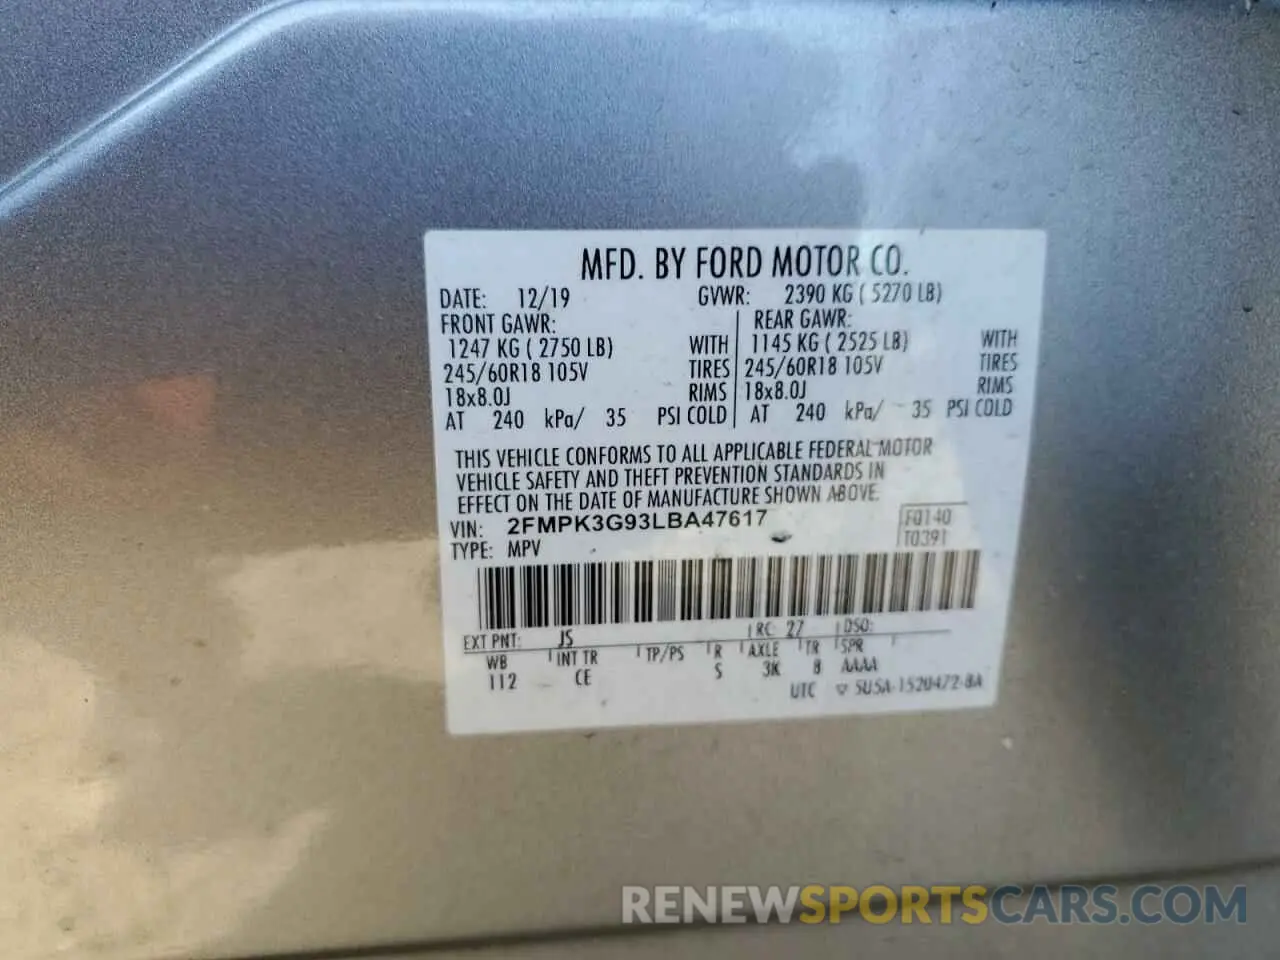 MFD. BY FORD MOTOR CO.
DATE: 12/19 GVWR: 2390 KG ( 5270 LB)
FRONT GAWR: REAR GAWR:
1247 KG ( 2750 LB) WITH 1145 KG ( 2525 LB) WITH
245/60R18 105V TIRES 245/60R18 105V TIRES
18x8.0J RIMS 18x8.0J RIMS
AT 240 kPa/ 35 PSI COLD AT 240 kPa/ 35 PSI COLD
THIS VEHICLE CONFORMS TO ALL APPLICABLE FEDERAL MOTOR
VEHICLE SAFETY AND THEFT PREVENTION STANDARDS IN
EFFECT ON THE DATE OF MANUFACTURE SHOWN ABOVE.
VIN: 2FMPK3G93LBA47617 F0140
TYPE: MPV T0391
EXT PNT: JS RC: 27 DSO:
WB INT TR TP/PS R AXLE TR SPR
112 CE S 3K 8 AAAA
UTC ▽ 5U5A-1520472-BA
RENEWSPORTSCARS.COM